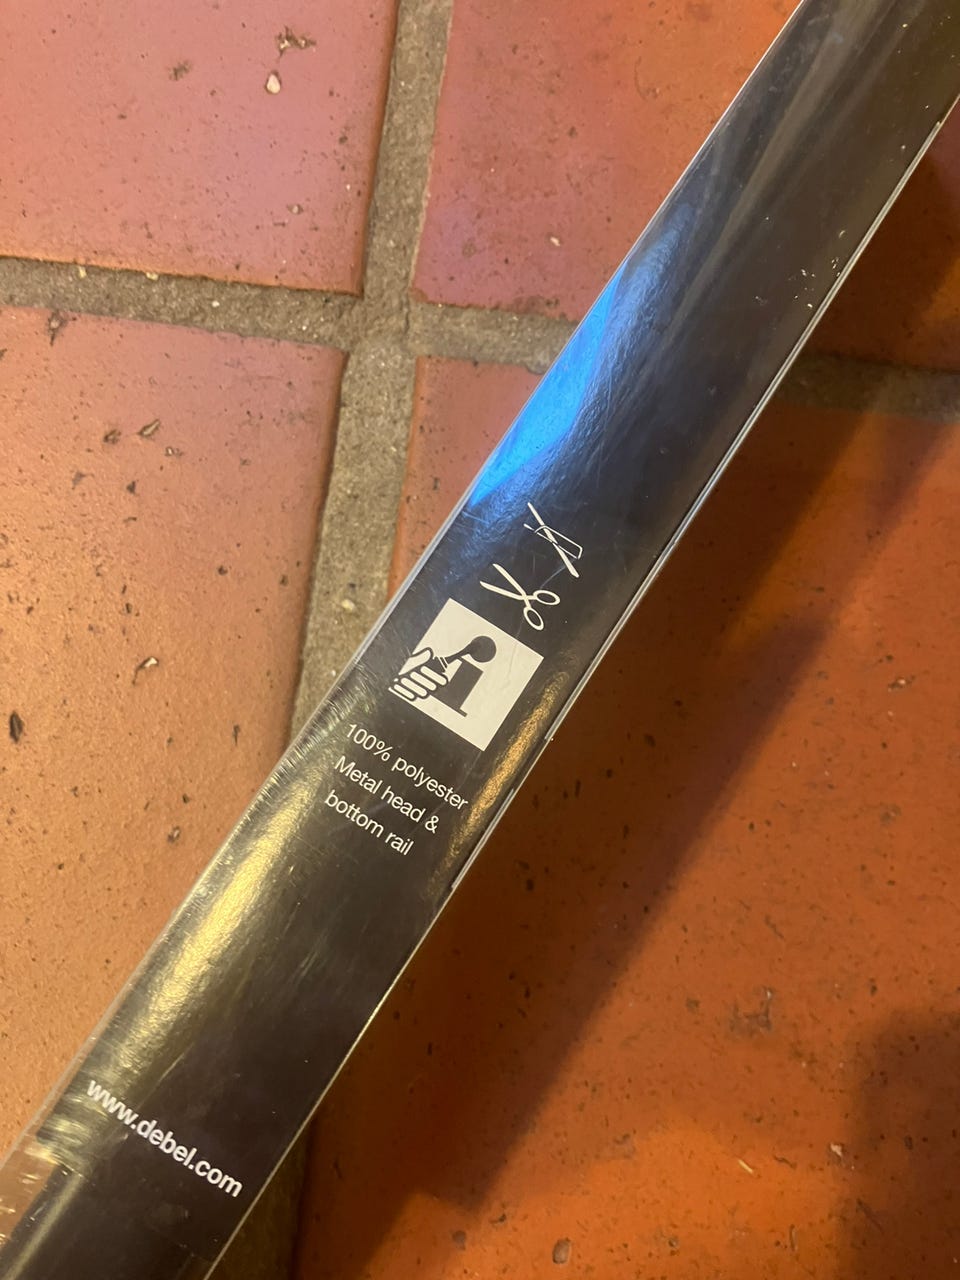 i
100% polyester
Metal head &
bottom rail
www.debel.com